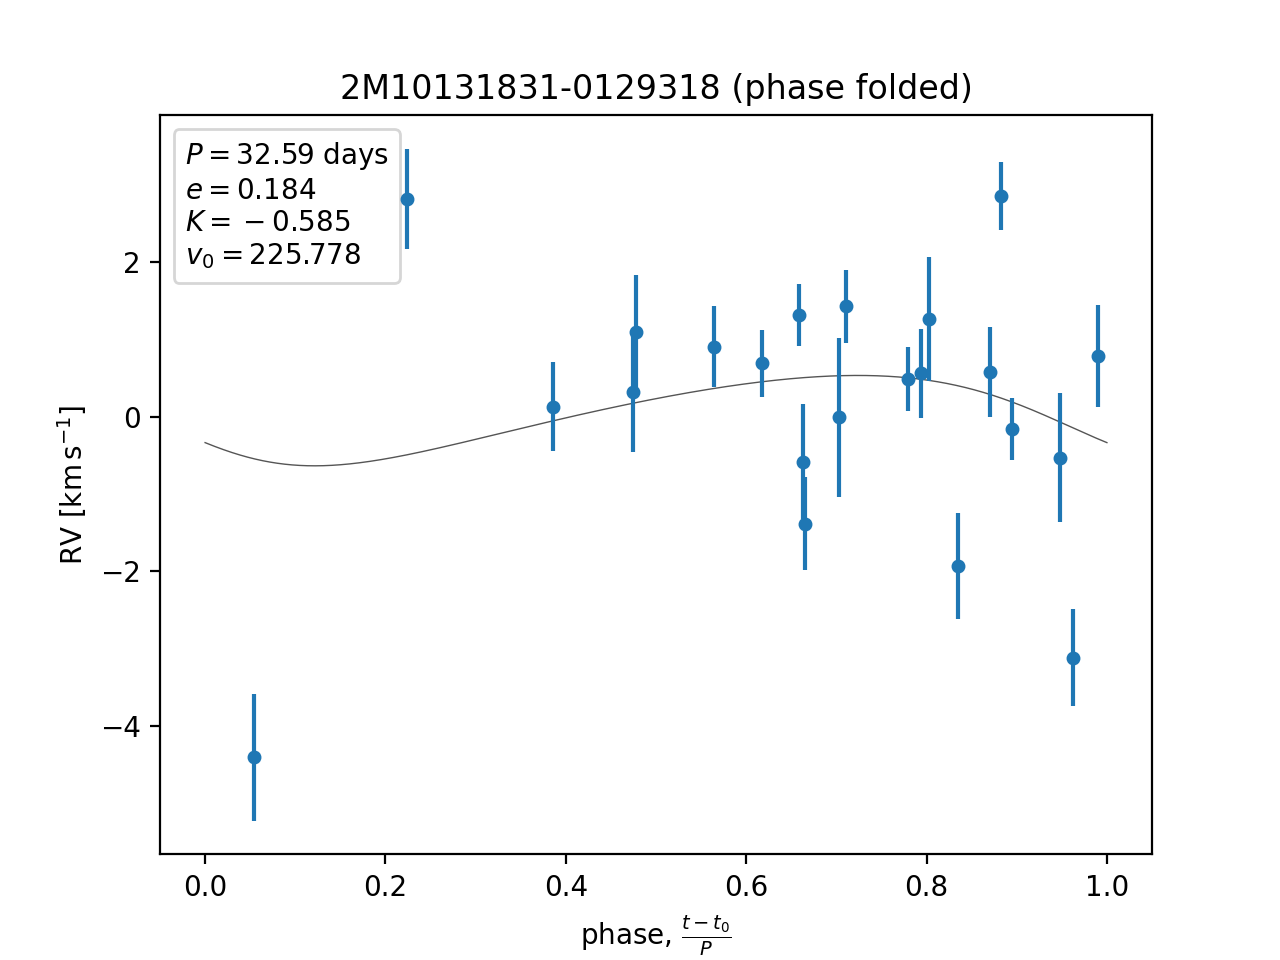 2M10131831-0129318 (phase folded)
P = 32.59 days
e = 0.184
K = −0.585
v₀ = 225.778
2
0
−2
−4
RV [km s⁻¹]
0.0 0.2 0.4 0.6 0.8 1.0
phase, (t − t₀)/P